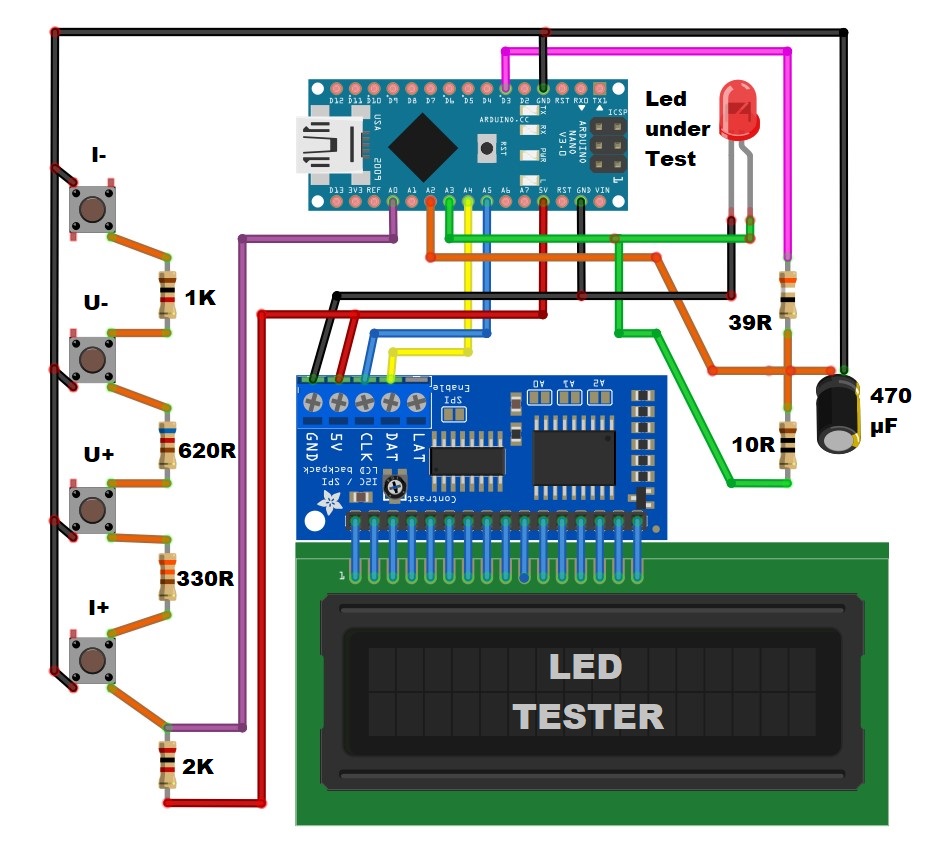 D12 D11 D10 D9 D8 D7 D6 D5 D4 D3 D2 GND RST RX0 TX1
ARDUINO.CC
TX
RX
PWR
L
RST
ARDUINO
NANO
V3.0
ICSP
1
USA
2009
D13 3V3 REF A0 A1 A2 A3 A4 A5 A6 A7 5V RST GND VIN
Led
under
Test
I-
1K
U-
620R
U+
330R
I+
2K
39R
10R
470
µF
GND
5V
CLK
DAT
LAT
SPI
Enable
A0 A1 A2
I2C / SPI
LCD backpack
Contrast
1
LED
TESTER